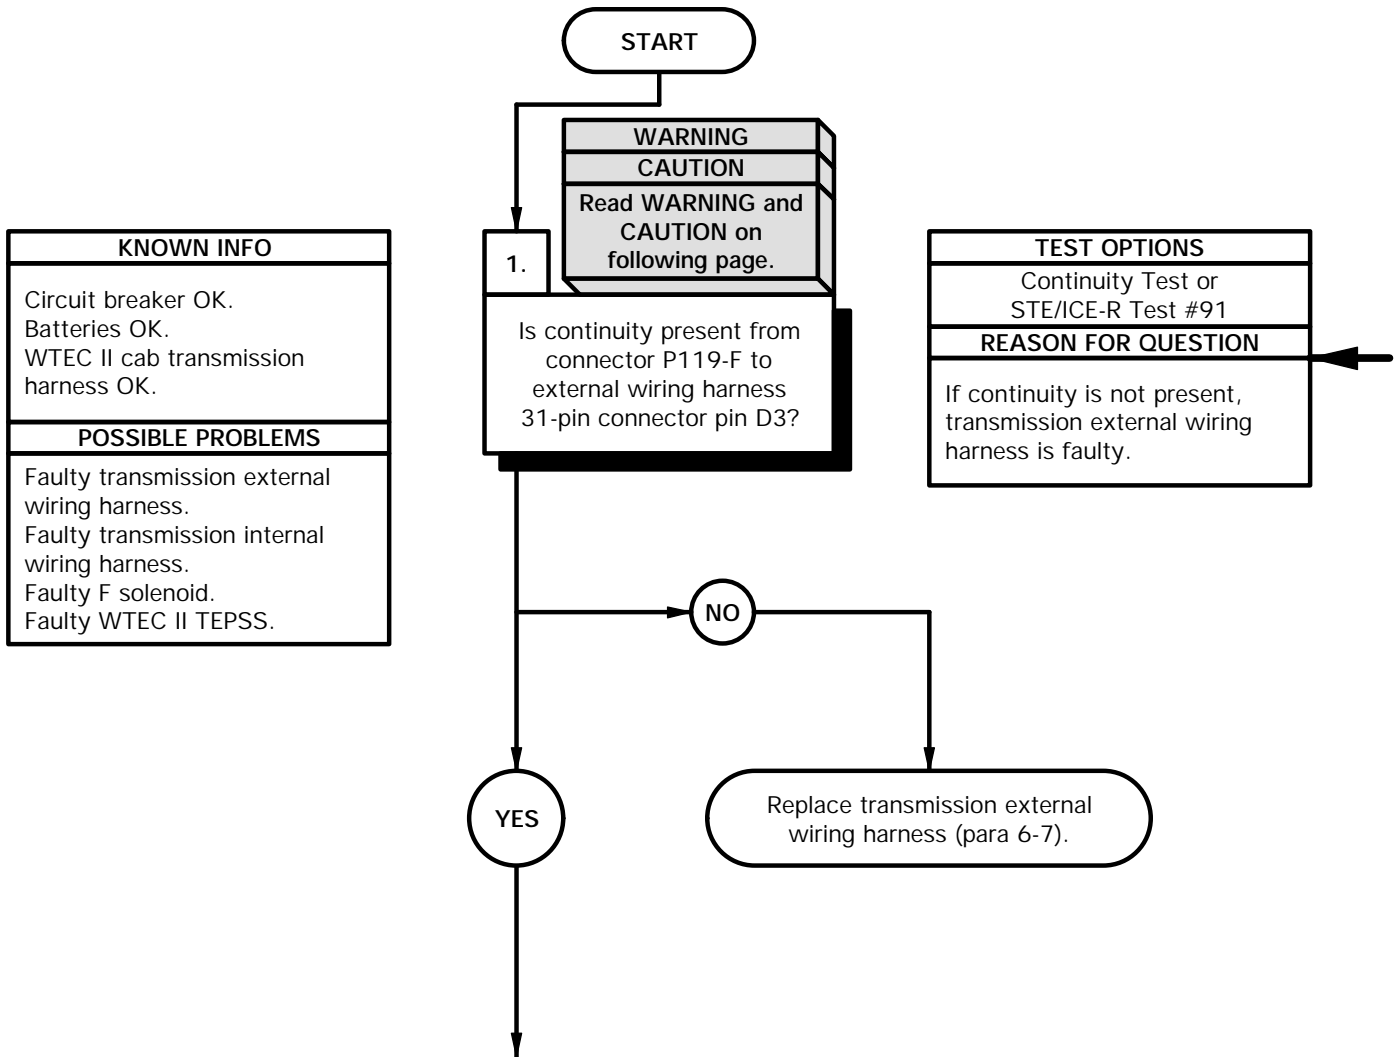 START
WARNING
CAUTION
Read WARNING and
CAUTION on
following page.
KNOWN INFO
Circuit breaker OK.
Batteries OK.
WTEC II cab transmission
harness OK.
POSSIBLE PROBLEMS
Faulty transmission external
wiring harness.
Faulty transmission internal
wiring harness.
Faulty F solenoid.
Faulty WTEC II TEPSS.
1.
Is continuity present from
connector P119-F to
external wiring harness
31-pin connector pin D3?
TEST OPTIONS
Continuity Test or
STE/ICE-R Test #91
REASON FOR QUESTION
If continuity is not present,
transmission external wiring
harness is faulty.
NO
YES
Replace transmission external
wiring harness (para 6-7).